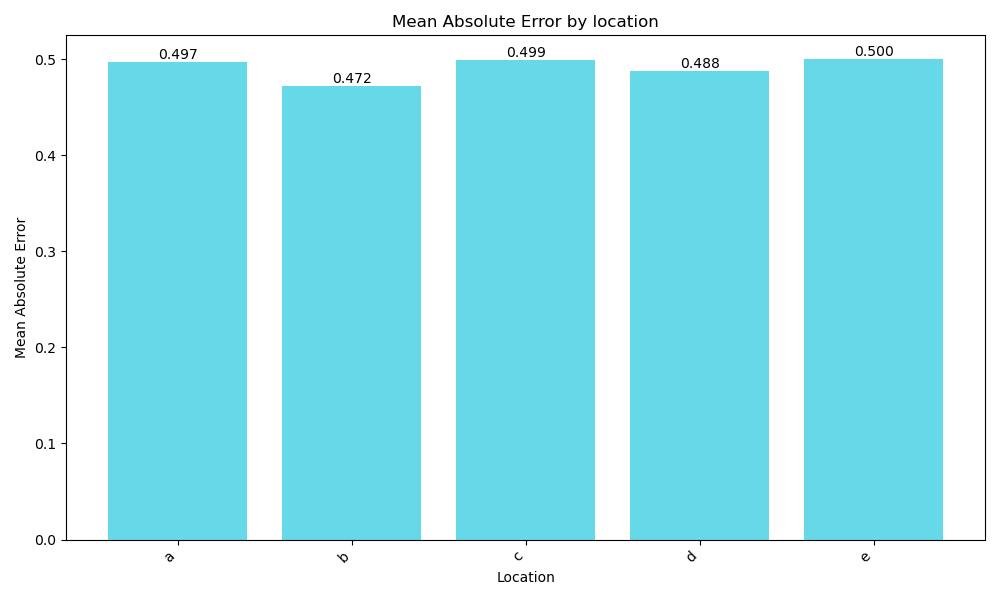 Mean Absolute Error by location
0.497
0.472
0.499
0.488
0.500
Mean Absolute Error
0.5
0.4
0.3
0.2
0.1
0.0
a
b
c
d
e
Location